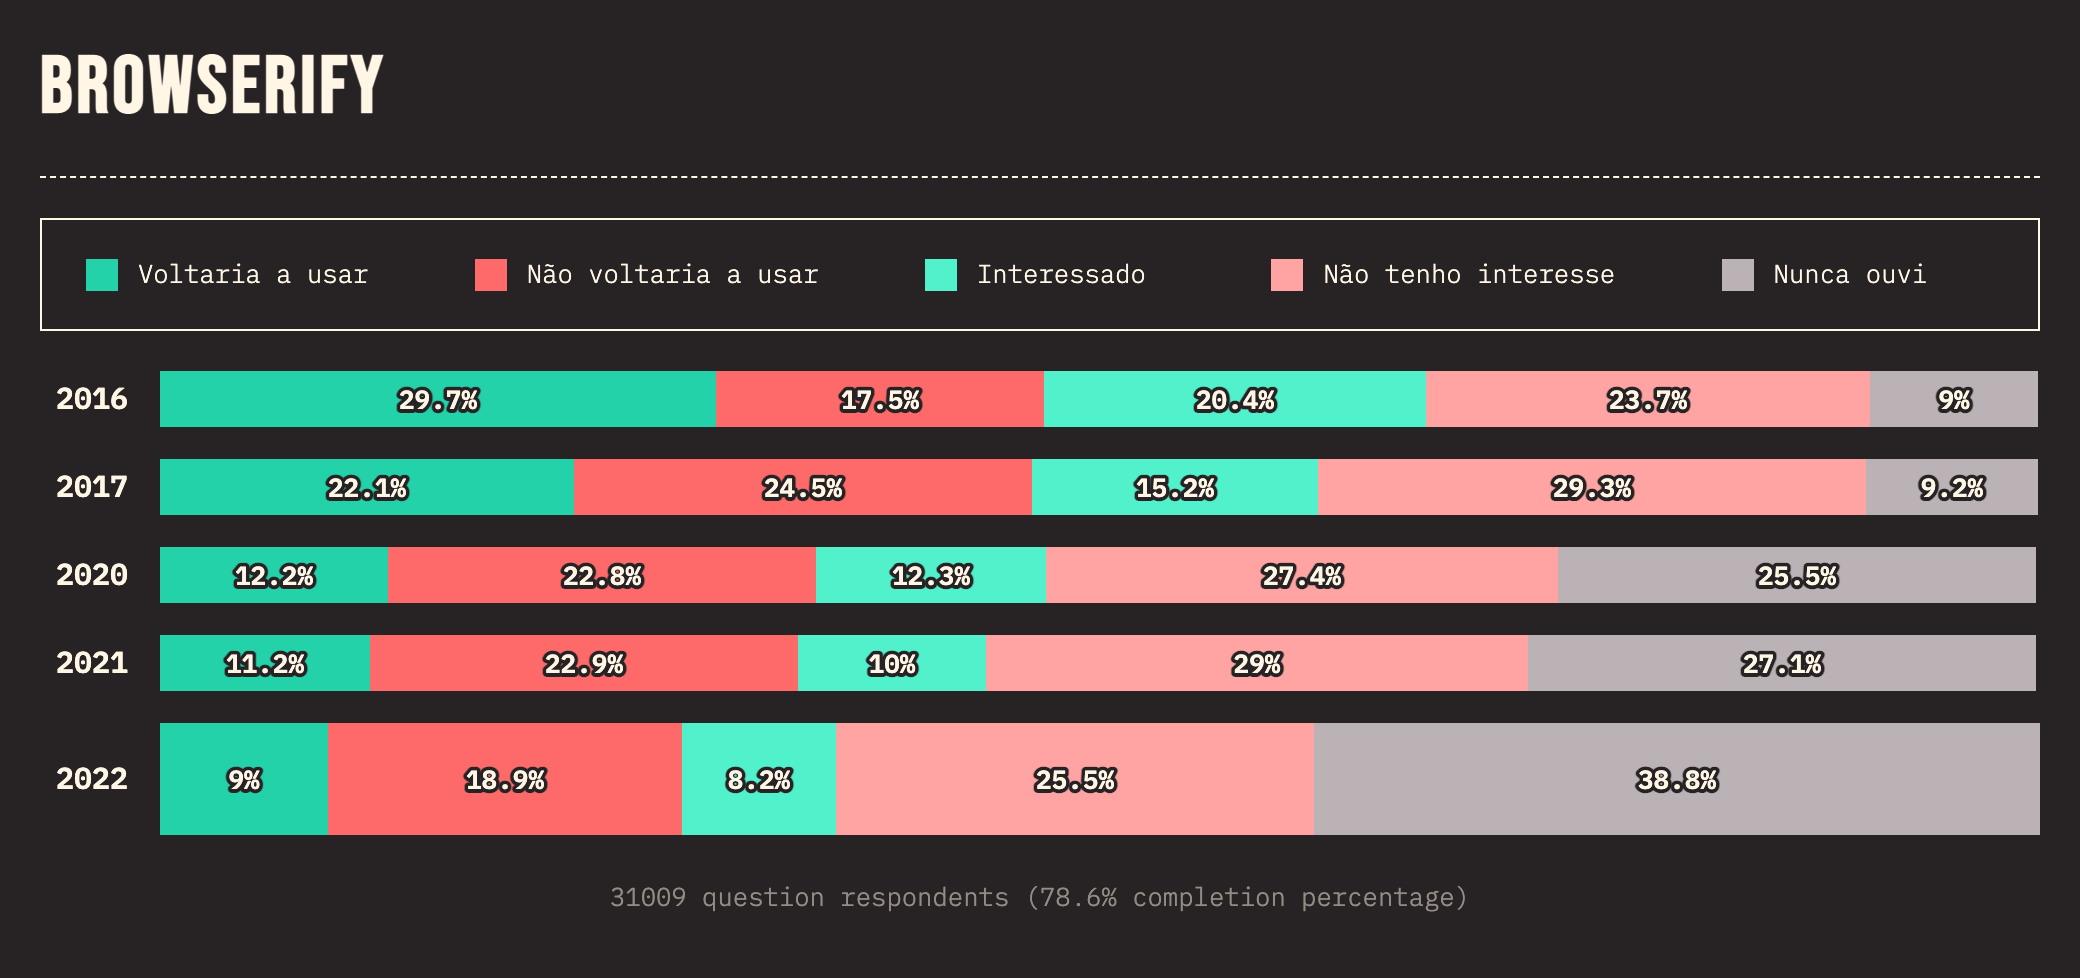 BROWSERIFY
Voltaria a usar Não voltaria a usar Interessado Não tenho interesse Nunca ouvi
2016 29.7% 17.5% 20.4% 23.7% 9%
2017 22.1% 24.5% 15.2% 29.3% 9.2%
2020 12.2% 22.8% 12.3% 27.4% 25.5%
2021 11.2% 22.9% 10% 29% 27.1%
2022 9% 18.9% 8.2% 25.5% 38.8%
31009 question respondents (78.6% completion percentage)